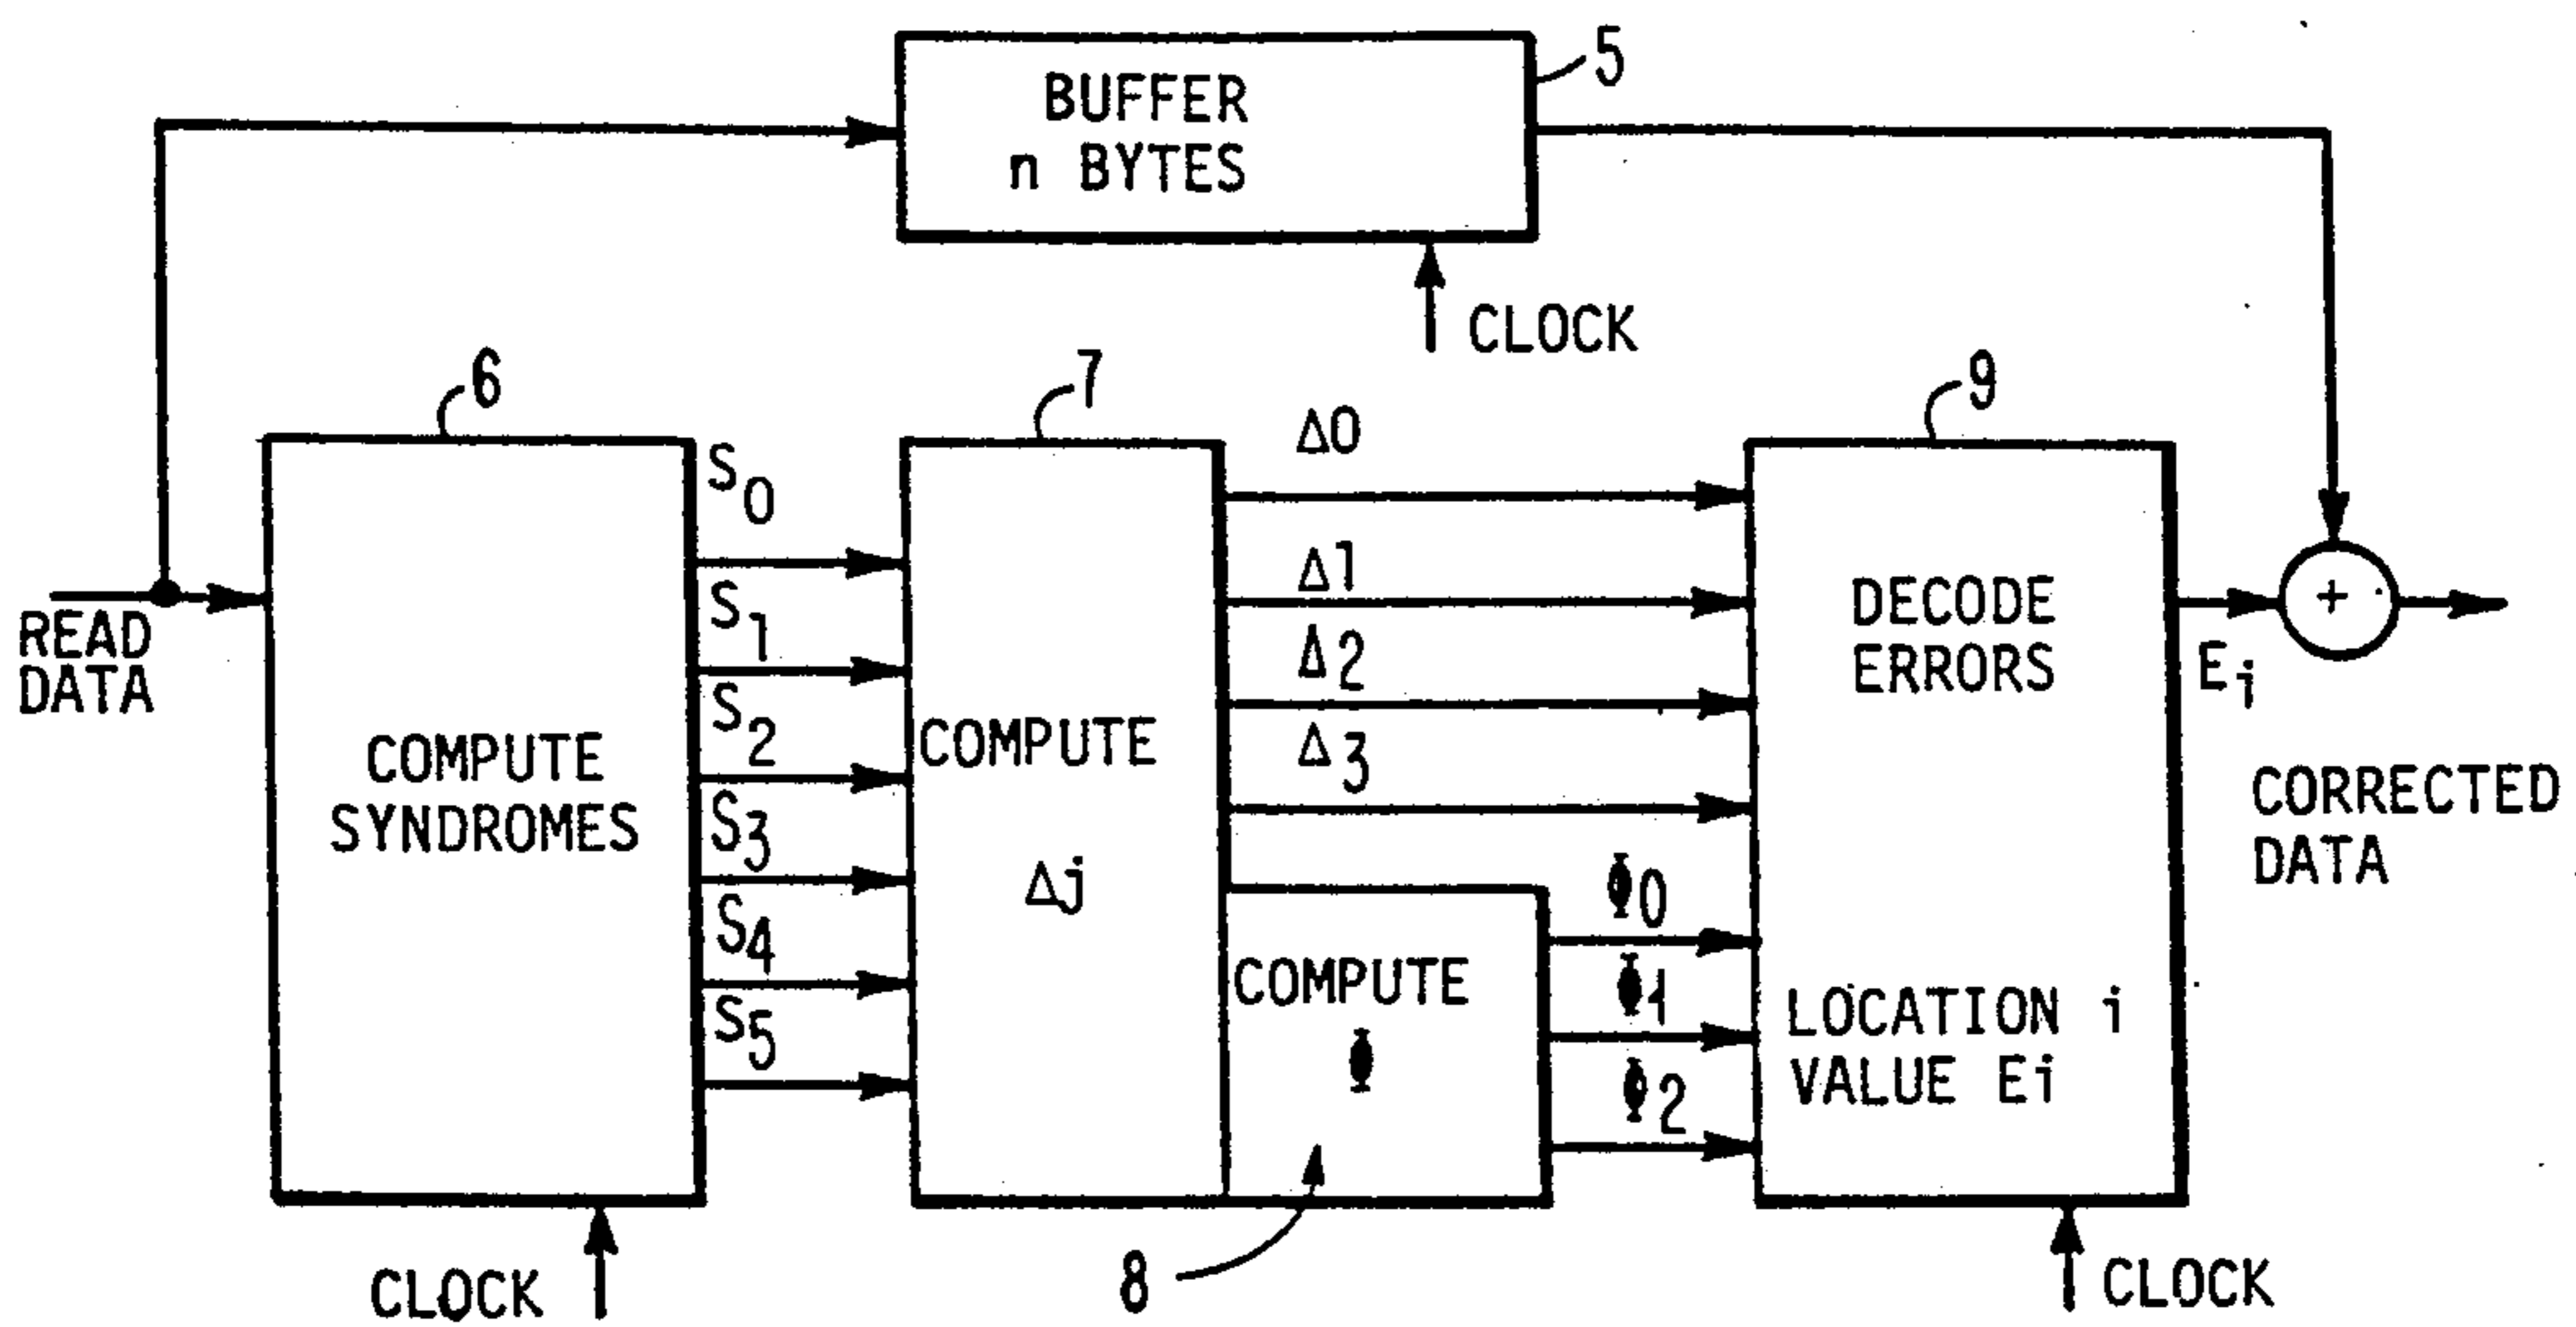 5
BUFFER
n BYTES
CLOCK
6
7
9
S0
S1
S2
S3
S4
S5
Δ0
Δ1
Δ2
Δ3
READ
DATA
COMPUTE
SYNDROMES
COMPUTE
Δj
COMPUTE
Φ
Φ0
Φ1
Φ2
DECODE
ERRORS
LOCATION i
VALUE Ei
+
Ei
CORRECTED
DATA
CLOCK
8
CLOCK